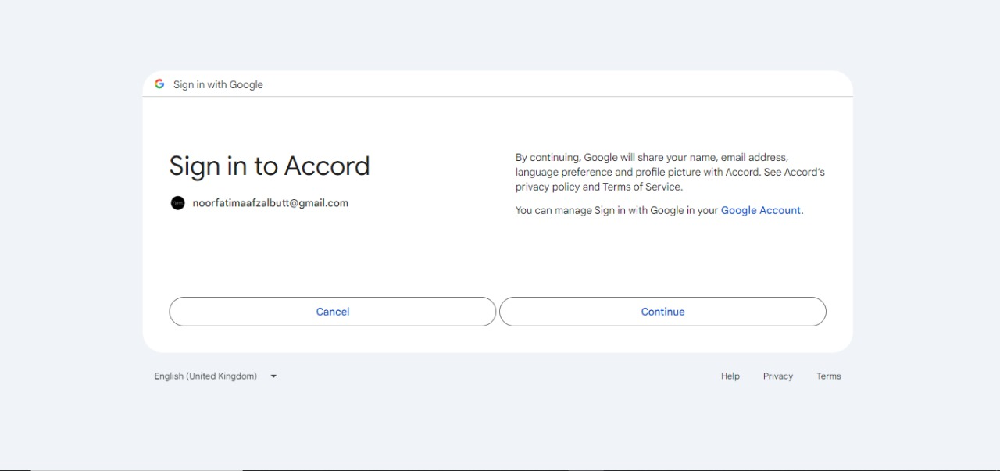 Sign in with Google
Sign in to Accord
noorfatimaafzalbutt@gmail.com
By continuing, Google will share your name, email address,
language preference and profile picture with Accord. See Accord’s
privacy policy and Terms of Service.
You can manage Sign in with Google in your Google Account.
Cancel
Continue
English (United Kingdom)
Help
Privacy
Terms